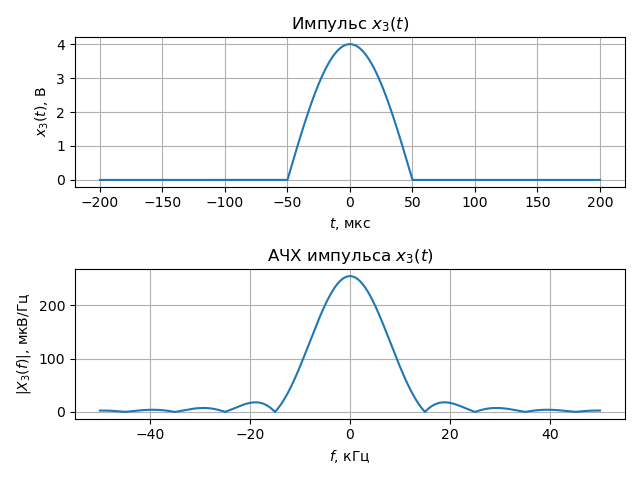 Импульс x₃(t)
4
3
2
1
0
x₃(t), В
−200 −150 −100 −50 0 50 100 150 200
t, мкс
АЧХ импульса x₃(t)
200
100
0
|X₃(f)|, мкВ/Гц
−40 −20 0 20 40
f, кГц